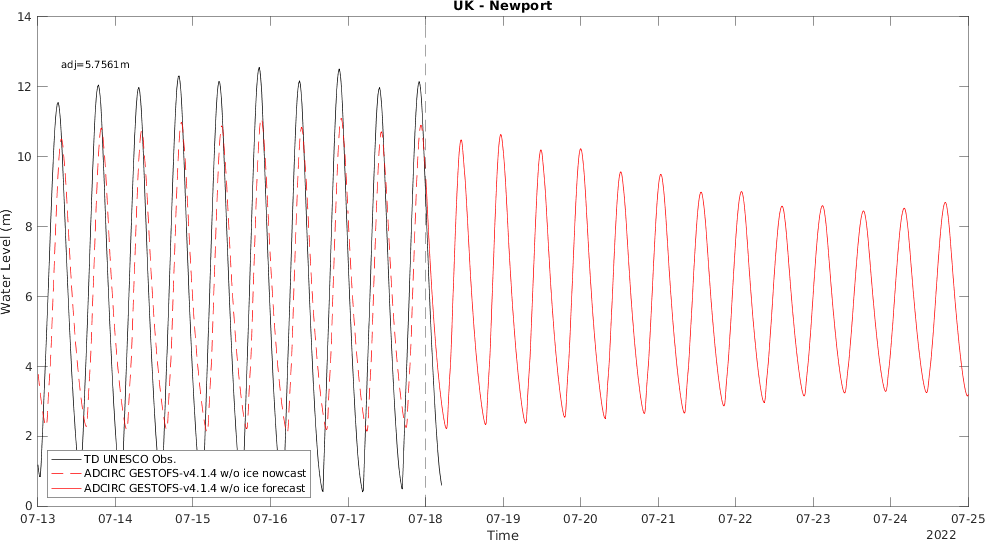 UK - Newport
adj=5.7561m
Water Level (m)
14
12
10
8
6
4
2
0
TD UNESCO Obs.
ADCIRC GESTOFS-v4.1.4 w/o ice nowcast
ADCIRC GESTOFS-v4.1.4 w/o ice forecast
07-13 07-14 07-15 07-16 07-17 07-18 07-19 07-20 07-21 07-22 07-23 07-24 07-25
Time
2022